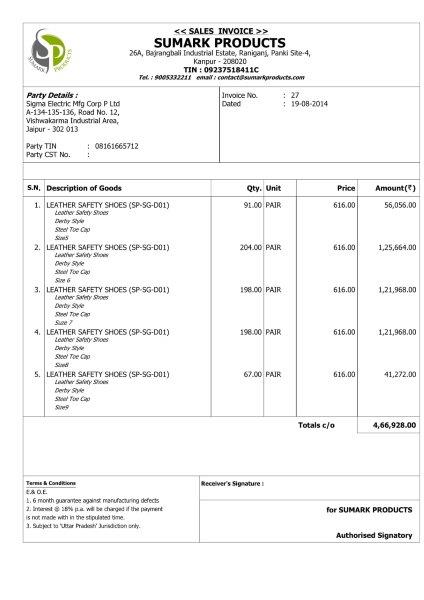 << SALES INVOICE >>
SUMARK PRODUCTS
SUMARK PRODUCTS
26A, Bajrangbali Industrial Estate, Raniganj, Panki Site-4,
Kanpur - 208020
TIN : 09237518411C
Tel. : 9005332211 email : contact@sumarkproducts.com
Party Details :
Sigma Electric Mfg Corp P Ltd
A-134-135-136, Road No. 12,
Vishwakarma Industrial Area,
Jaipur - 302 013
Party TIN : 08161665712
Party CST No. :
Invoice No. : 27
Dated : 19-08-2014
S.N. Description of Goods Qty. Unit Price Amount(₹)
1. LEATHER SAFETY SHOES (SP-SG-D01) 91.00 PAIR 616.00 56,056.00
Leather Safety Shoes
Derby Style
Steel Toe Cap
Size5
2. LEATHER SAFETY SHOES (SP-SG-D01) 204.00 PAIR 616.00 1,25,664.00
Leather Safety Shoes
Derby Style
Steel Toe Cap
Size 6
3. LEATHER SAFETY SHOES (SP-SG-D01) 198.00 PAIR 616.00 1,21,968.00
Leather Safety Shoes
Derby Style
Steel Toe Cap
Suze 7
4. LEATHER SAFETY SHOES (SP-SG-D01) 198.00 PAIR 616.00 1,21,968.00
Leather Safety Shoes
Derby Style
Steel Toe Cap
Size8
5. LEATHER SAFETY SHOES (SP-SG-D01) 67.00 PAIR 616.00 41,272.00
Leather Safety Shoes
Derby Style
Steel Toe Cap
Size9
Totals c/o 4,66,928.00
Terms & Conditions
E.& O.E.
1. 6 month guarantee against manufacturing defects
2. Interest @ 18% p.a. will be charged if the payment
is not made with in the stipulated time.
3. Subject to 'Uttar Pradesh' Jurisdiction only.
Receiver's Signature :
for SUMARK PRODUCTS
Authorised Signatory